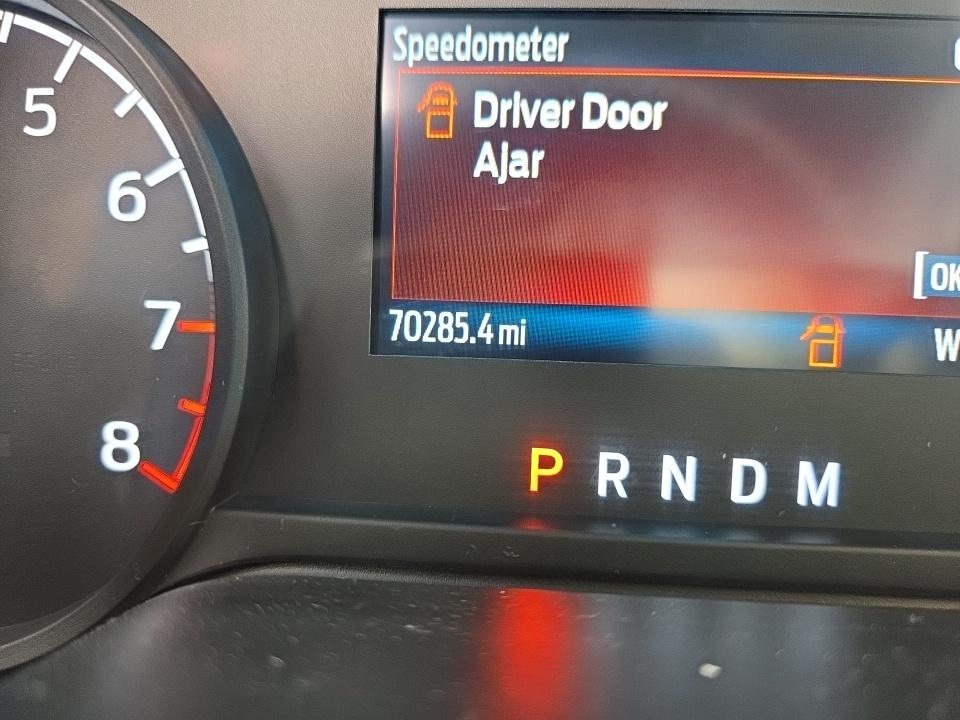 Speedometer
Driver Door
Ajar
[OK
70285.4 mi
W
5
6
7
8
P R N D M